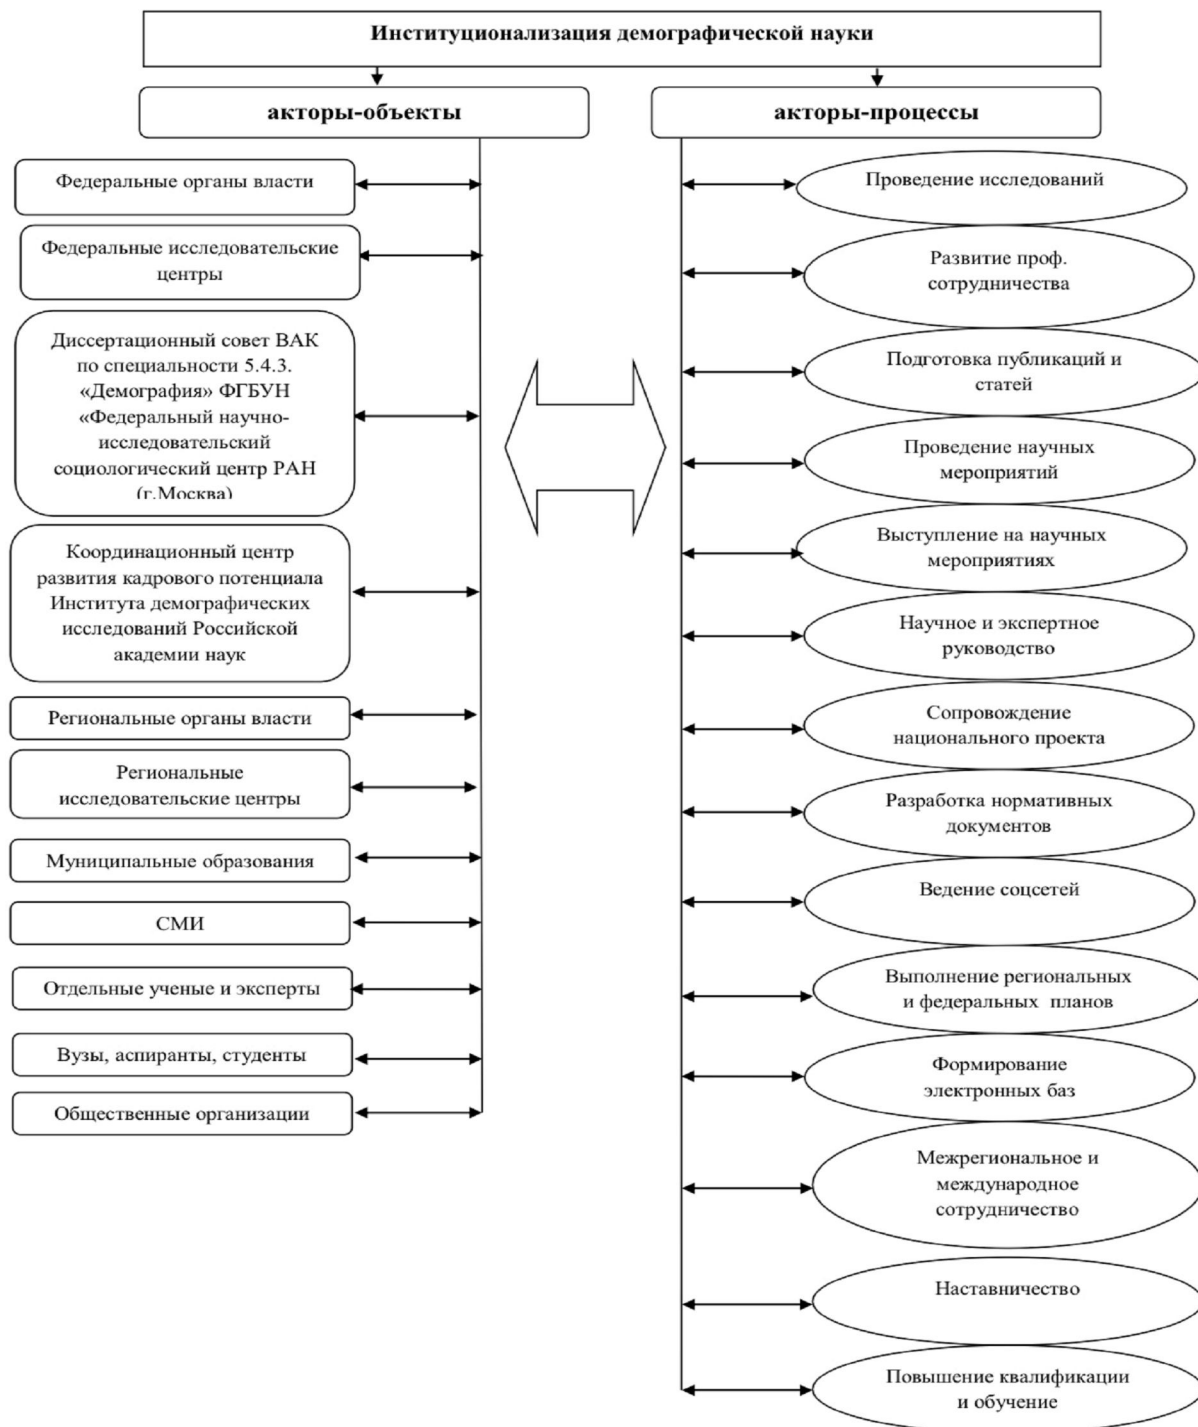 Институционализация демографической науки
акторы-объекты
Федеральные органы власти
Федеральные исследовательские
центры
Диссертационный совет ВАК
по специальности 5.4.3.
«Демография» ФГБУН
«Федеральный научно-
исследовательский
социологический центр РАН
(г.Москва)
Координационный центр
развития кадрового потенциала
Института демографических
исследований Российской
академии наук
Региональные органы власти
Региональные
исследовательские центры
Муниципальные образования
СМИ
Отдельные ученые и эксперты
Вузы, аспиранты, студенты
Общественные организации
акторы-процессы
Проведение исследований
Развитие проф.
сотрудничества
Подготовка публикаций и
статей
Проведение научных
мероприятий
Выступление на научных
мероприятиях
Научное и экспертное
руководство
Сопровождение
национального проекта
Разработка нормативных
документов
Ведение соцсетей
Выполнение региональных
и федеральных планов
Формирование
электронных баз
Межрегиональное и
международное
сотрудничество
Наставничество
Повышение квалификации
и обучение